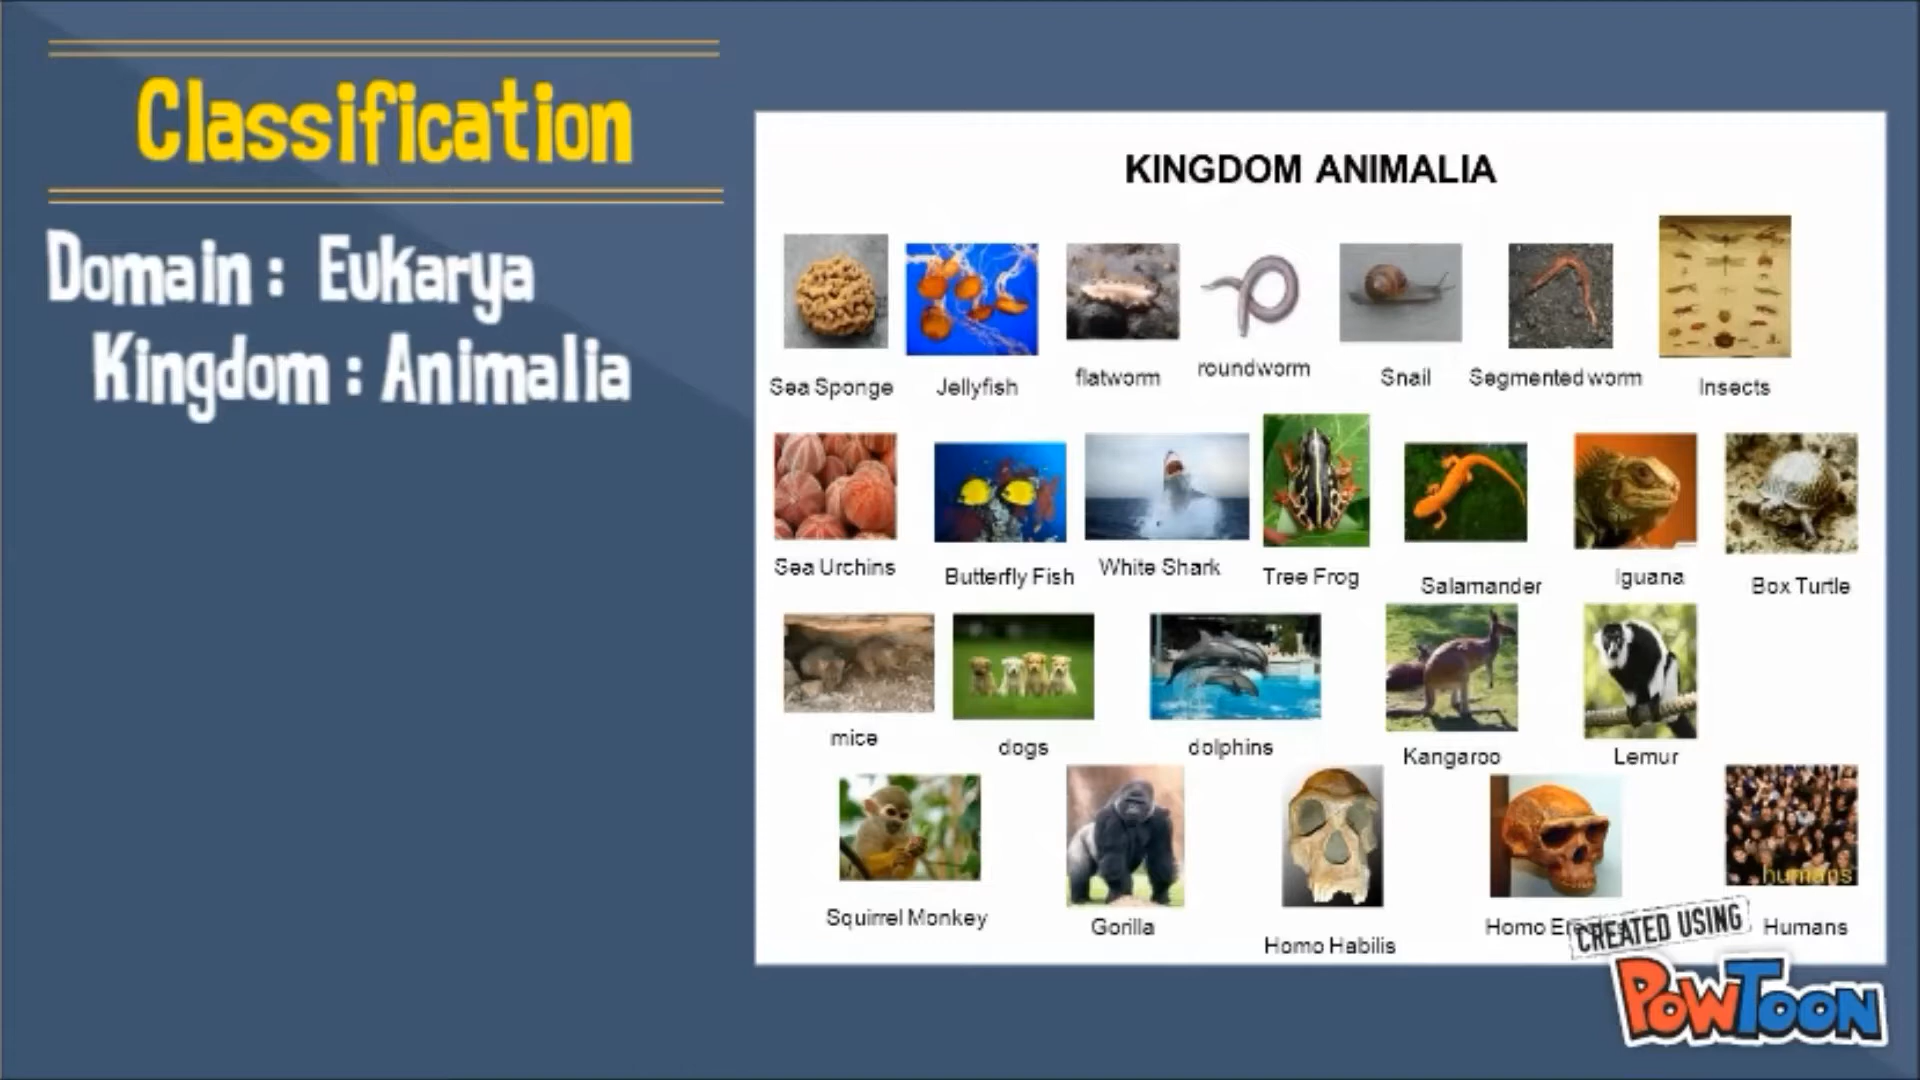 Classification
Domain : Eukarya
Kingdom : Animalia
KINGDOM ANIMALIA
Sea Sponge
Jellyfish
flatworm
roundworm
Snail
Segmented worm
Insects
Sea Urchins
Butterfly Fish
White Shark
Tree Frog
Salamander
Iguana
Box Turtle
mice
dogs
dolphins
Kangaroo
Lemur
humans
Squirrel Monkey
Gorilla
Homo Habilis
Homo
Humans
CREATED USING
POWTOON